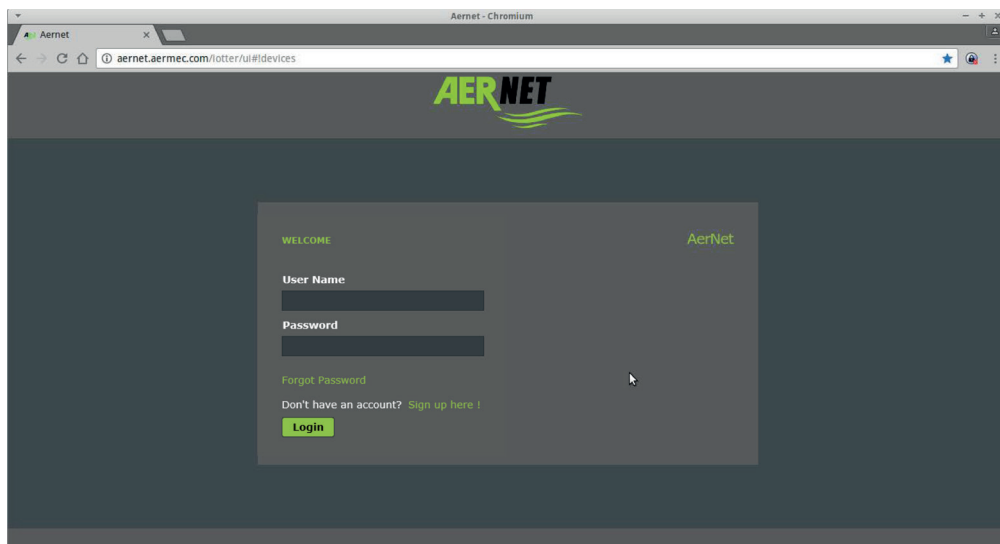 Aernet - Chromium
Aernet
aernet.aermec.com/iotter/ui#!devices
AERNET
WELCOME
AerNet
User Name
Password
Forgot Password
Don't have an account? Sign up here !
Login